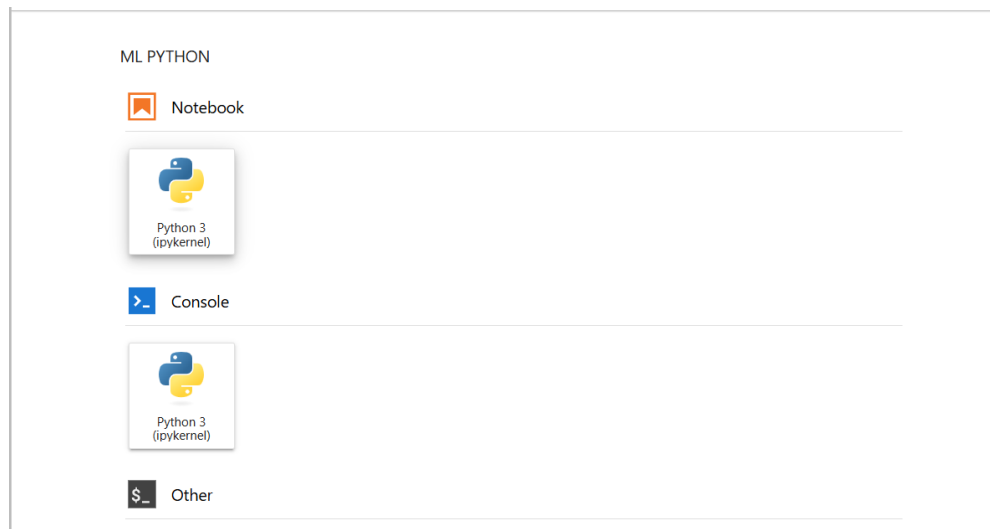 ML PYTHON
Notebook
Python 3
(ipykernel)
>_ Console
Python 3
(ipykernel)
$_ Other